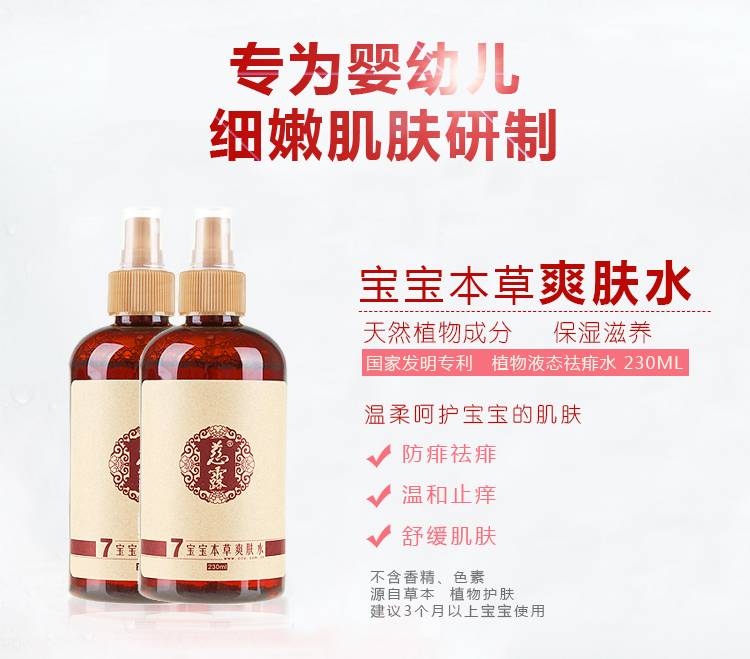 专为婴幼儿
细嫩肌肤研制
宝宝本草爽肤水
天然植物成分 保湿滋养
国家发明专利 植物液态祛痱水 230ML
温柔呵护宝宝的肌肤
防痱祛痱
温和止痒
舒缓肌肤
不含香精、色素
源自草本 植物护肤
建议3个月以上宝宝使用
慈露®
7宝宝
7宝宝本草爽肤水
230ml